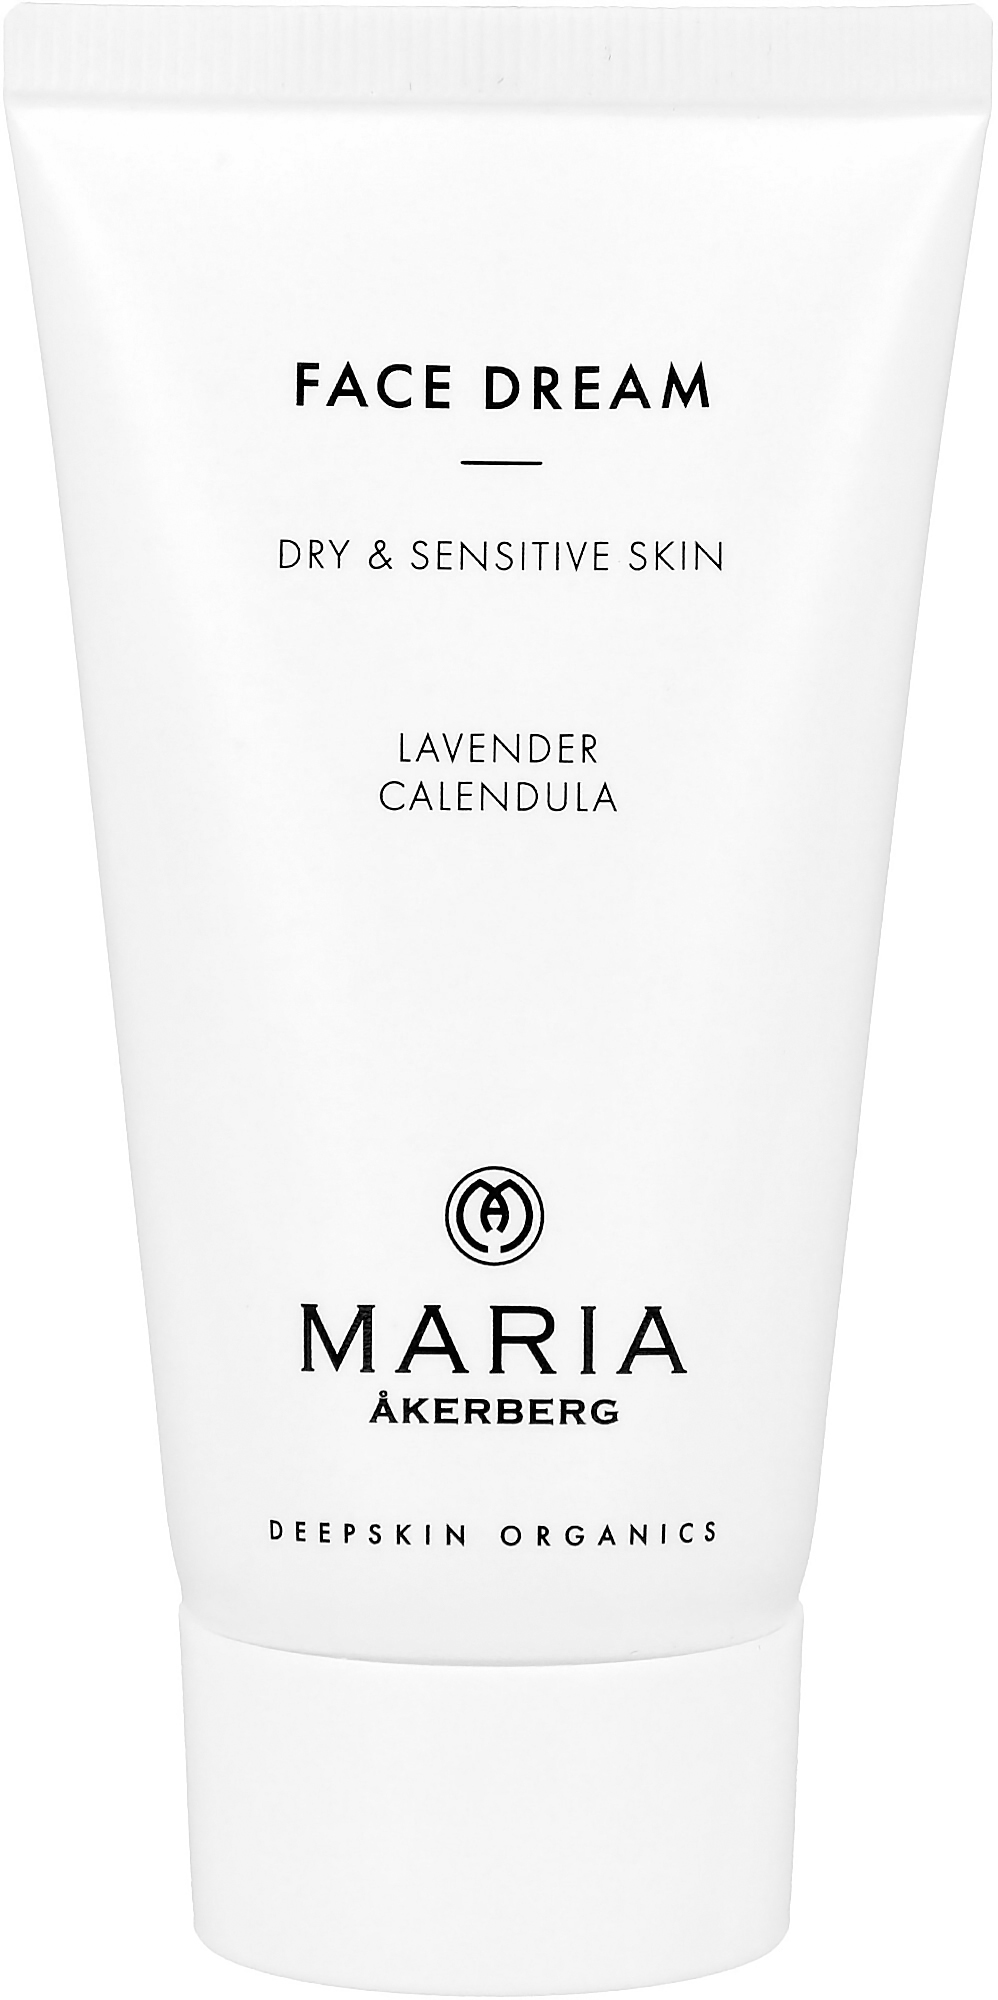 FACE DREAM
DRY & SENSITIVE SKIN
LAVENDER
CALENDULA
MARIA
ÅKERBERG
DEEPSKIN ORGANICS